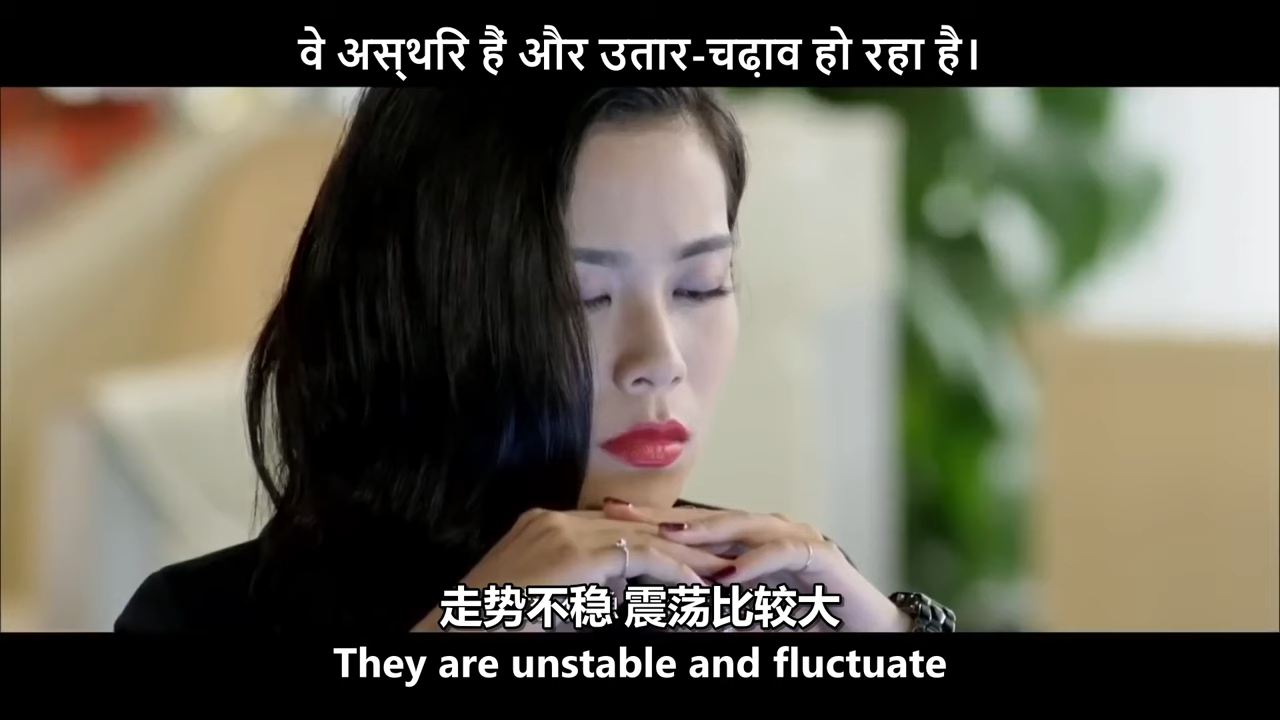 वे अस्थिर हैं और उतार-चढ़ाव हो रहा है।
走势不稳 震荡比较大
They are unstable and fluctuate